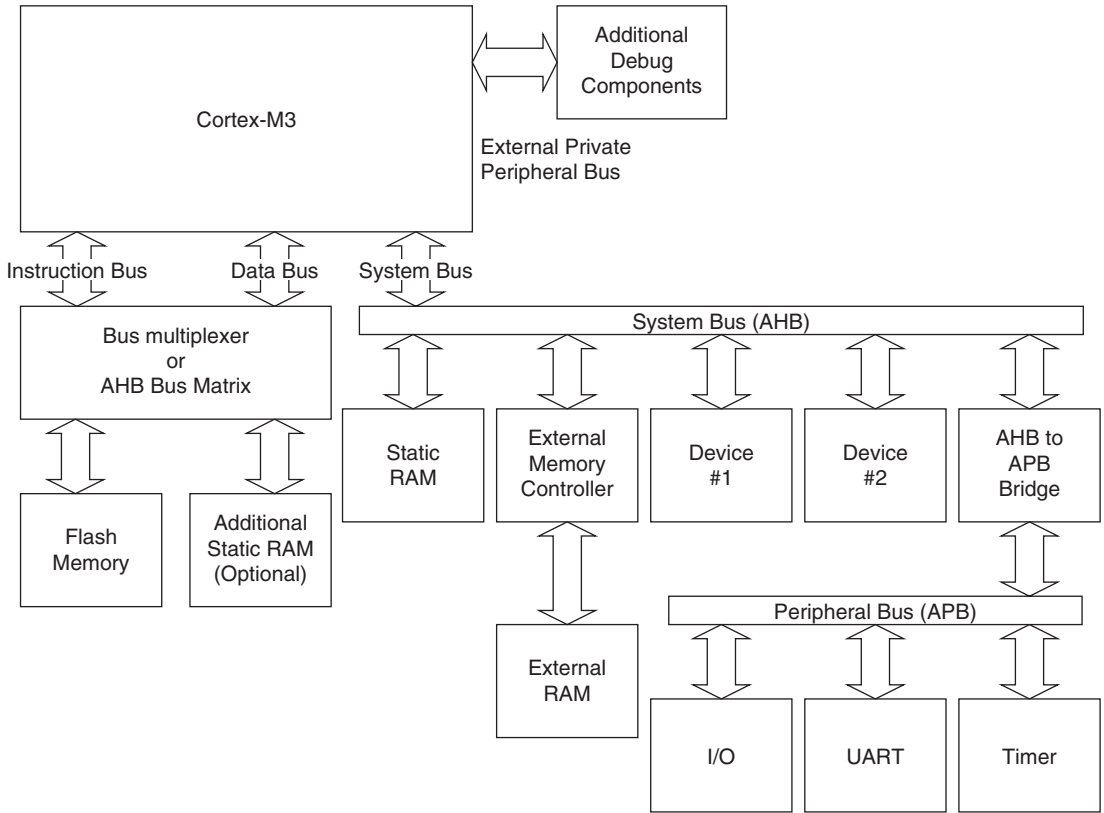 Cortex-M3
Additional
Debug
Components
External Private
Peripheral Bus
Instruction Bus
Data Bus
System Bus
Bus multiplexer
or
AHB Bus Matrix
System Bus (AHB)
Flash
Memory
Additional
Static RAM
(Optional)
Static
RAM
External
Memory
Controller
Device
#1
Device
#2
AHB to
APB
Bridge
External
RAM
Peripheral Bus (APB)
I/O
UART
Timer